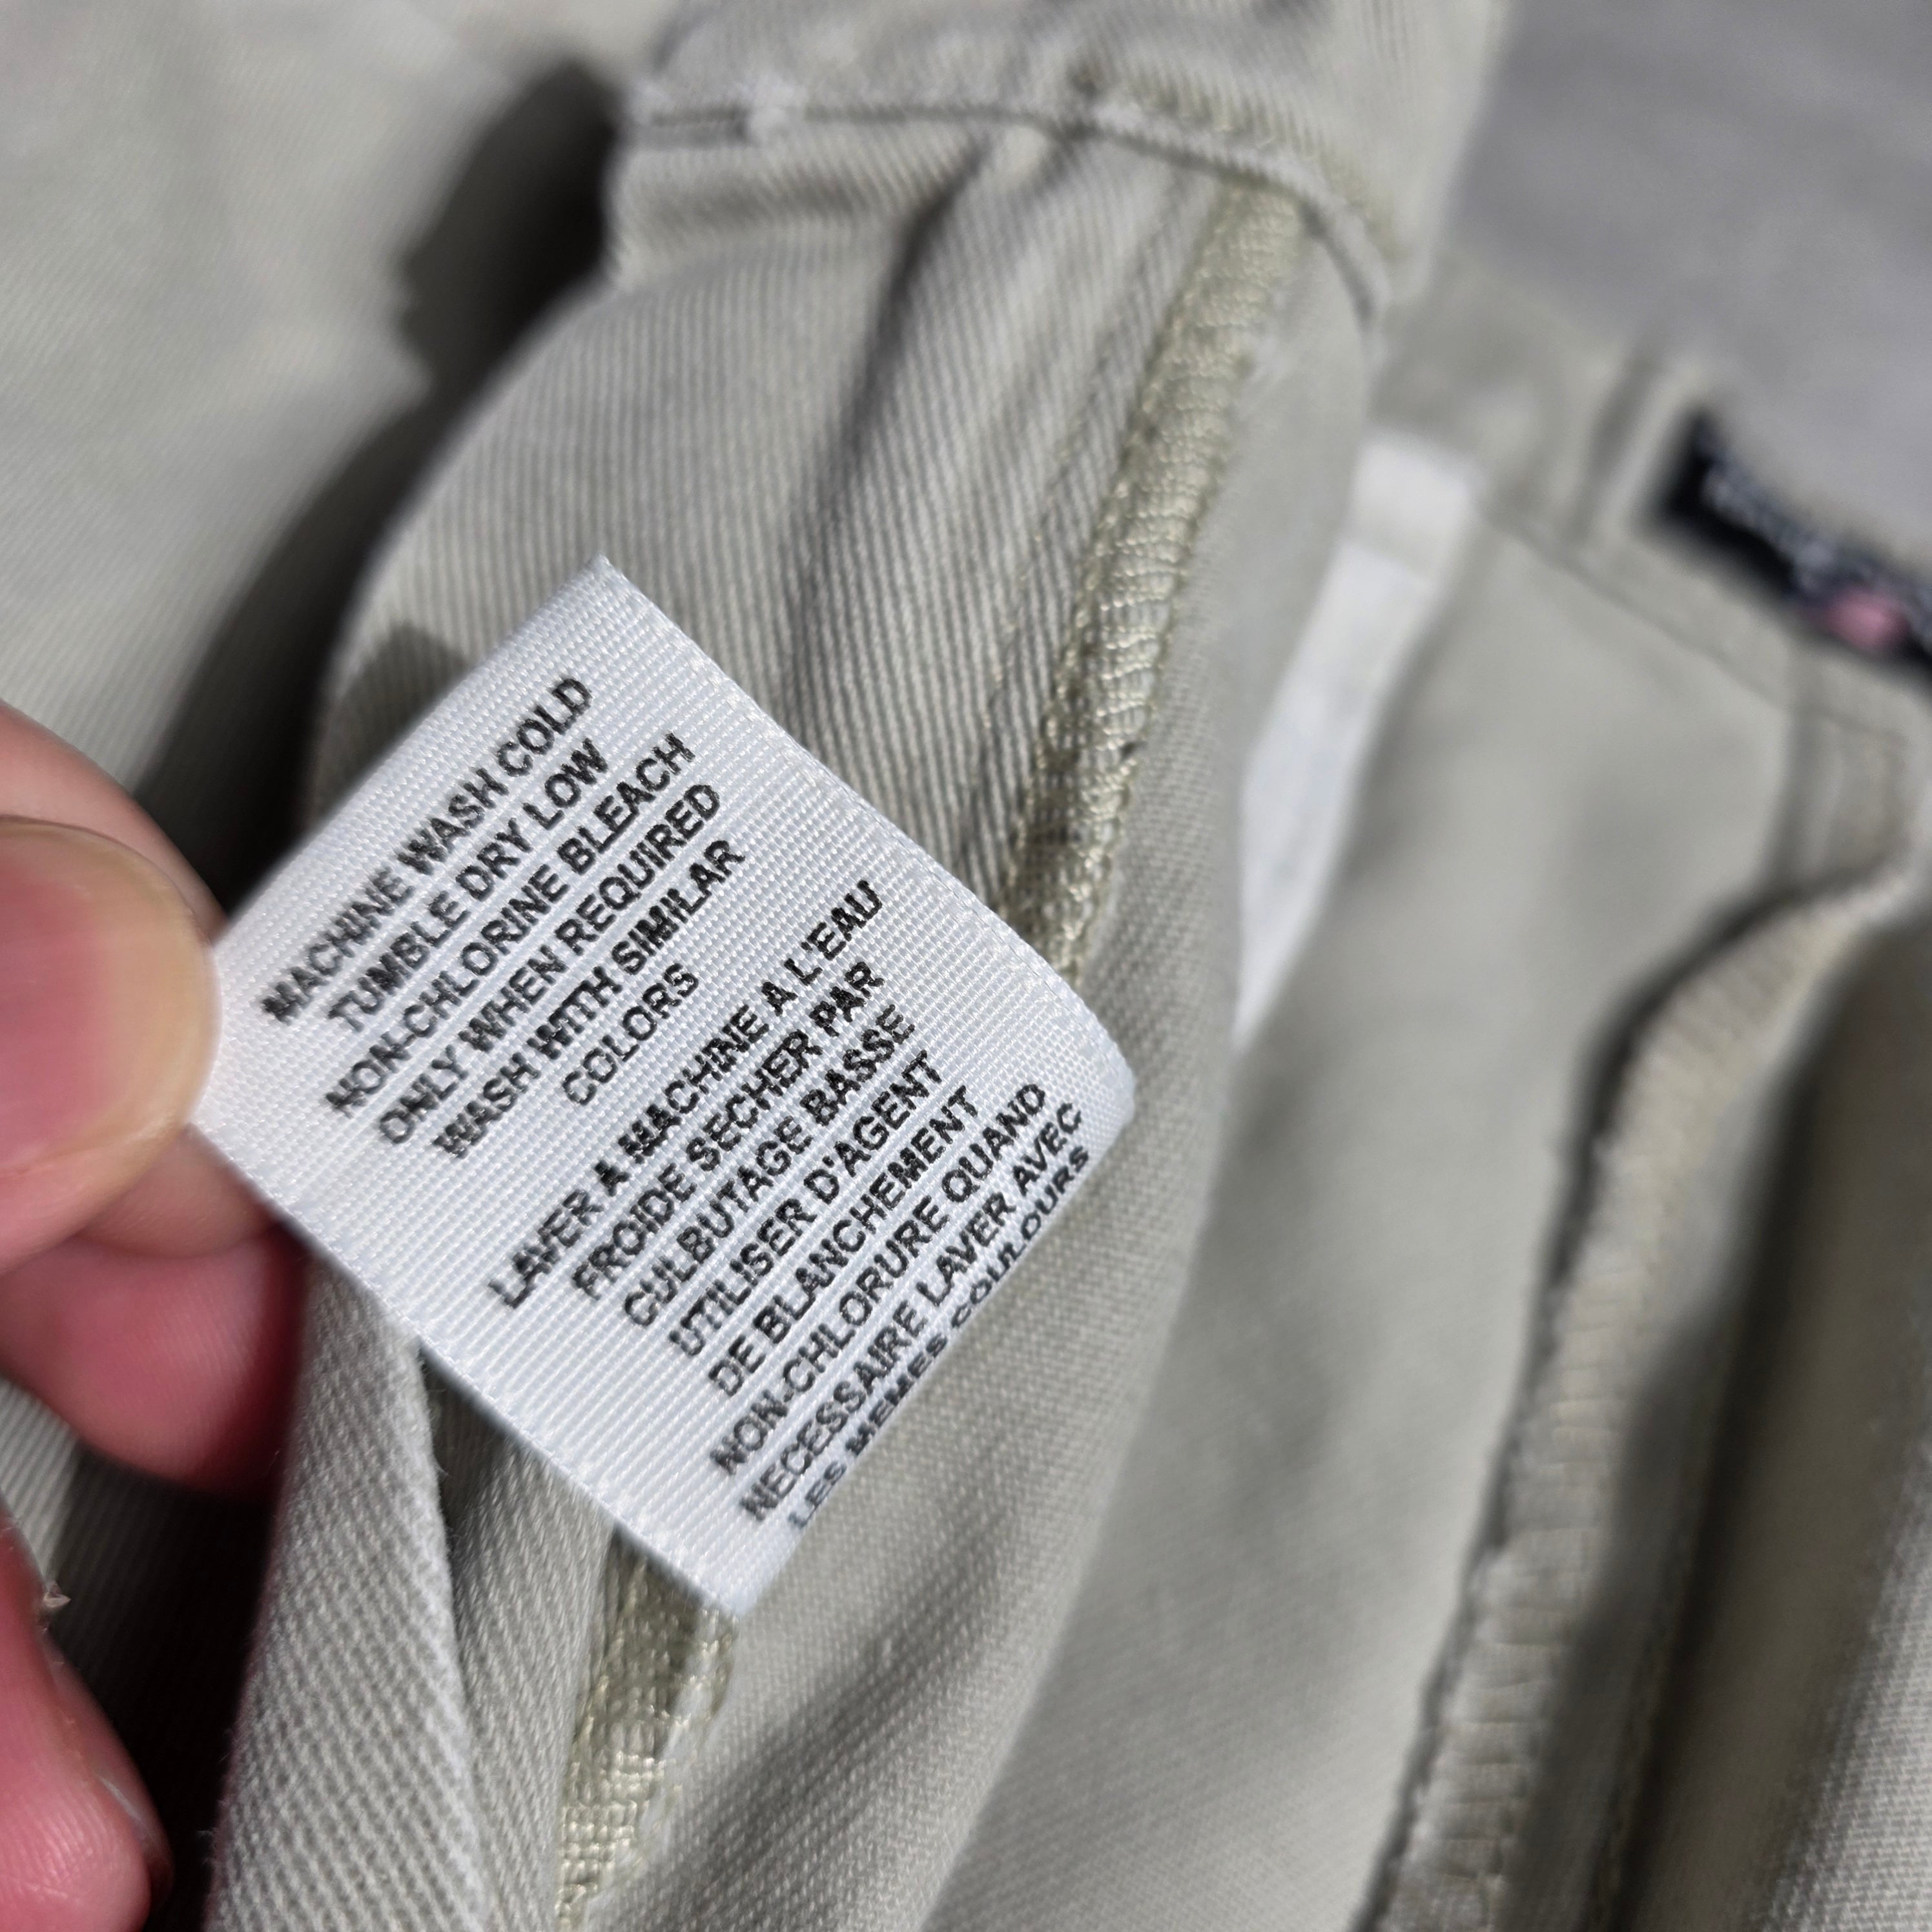 MACHINE WASH COLD
TUMBLE DRY LOW
NON-CHLORINE BLEACH
ONLY WHEN REQUIRED
WASH WITH SIMILAR
COLORS
LAVER A MACHINE A L'EAU
FROIDE SECHER PAR
CULBUTAGE BASSE
UTILISER D'AGENT
DE BLANCHEMENT
NON-CHLORURE QUAND
NECESSAIRE LAVER AVEC
LES MEMES COULOURS